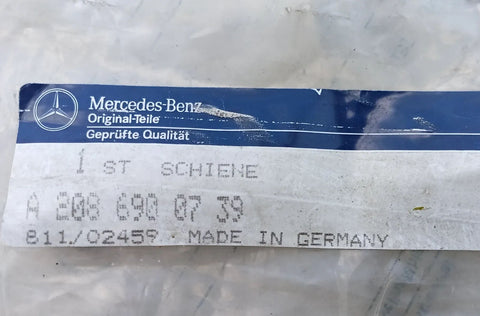 Mercedes-Benz
Original-Teile
Geprüfte Qualität
1 ST SCHIENE
A 208 690 07 39
811/02459 MADE IN GERMANY